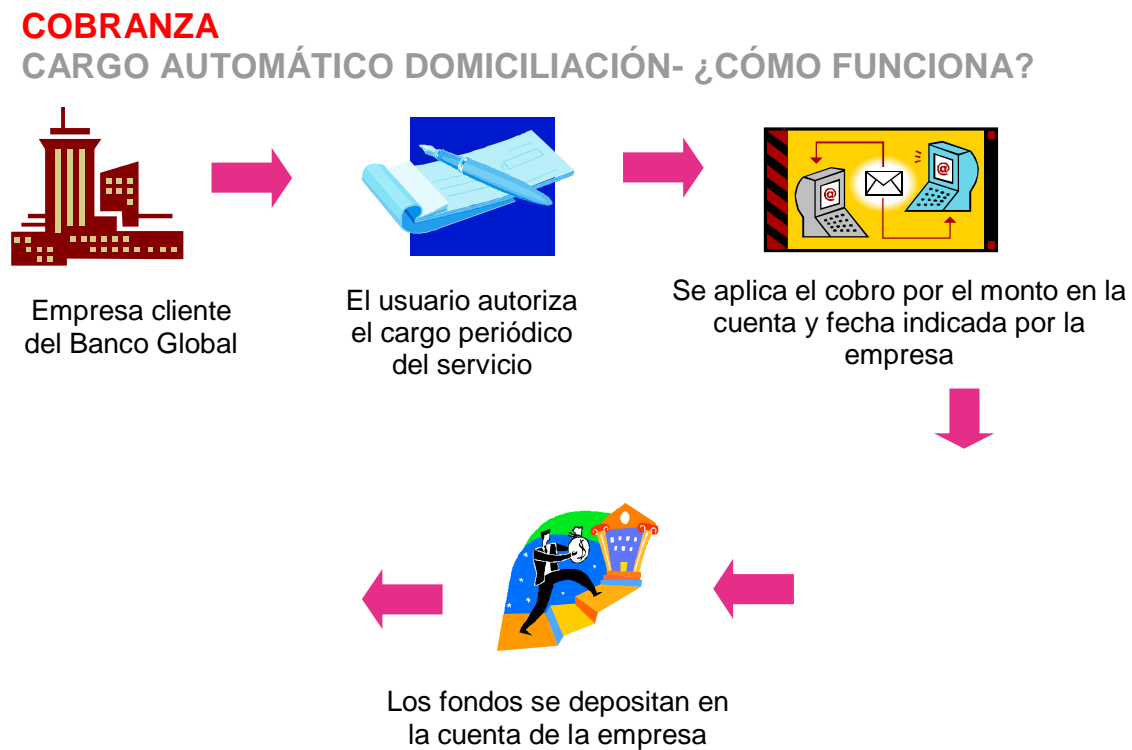 COBRANZA
CARGO AUTOMÁTICO DOMICILIACIÓN- ¿CÓMO FUNCIONA?
@
@
Empresa cliente
del Banco Global
El usuario autoriza
el cargo periódico
del servicio
Se aplica el cobro por el monto en la
cuenta y fecha indicada por la
empresa
Los fondos se depositan en
la cuenta de la empresa